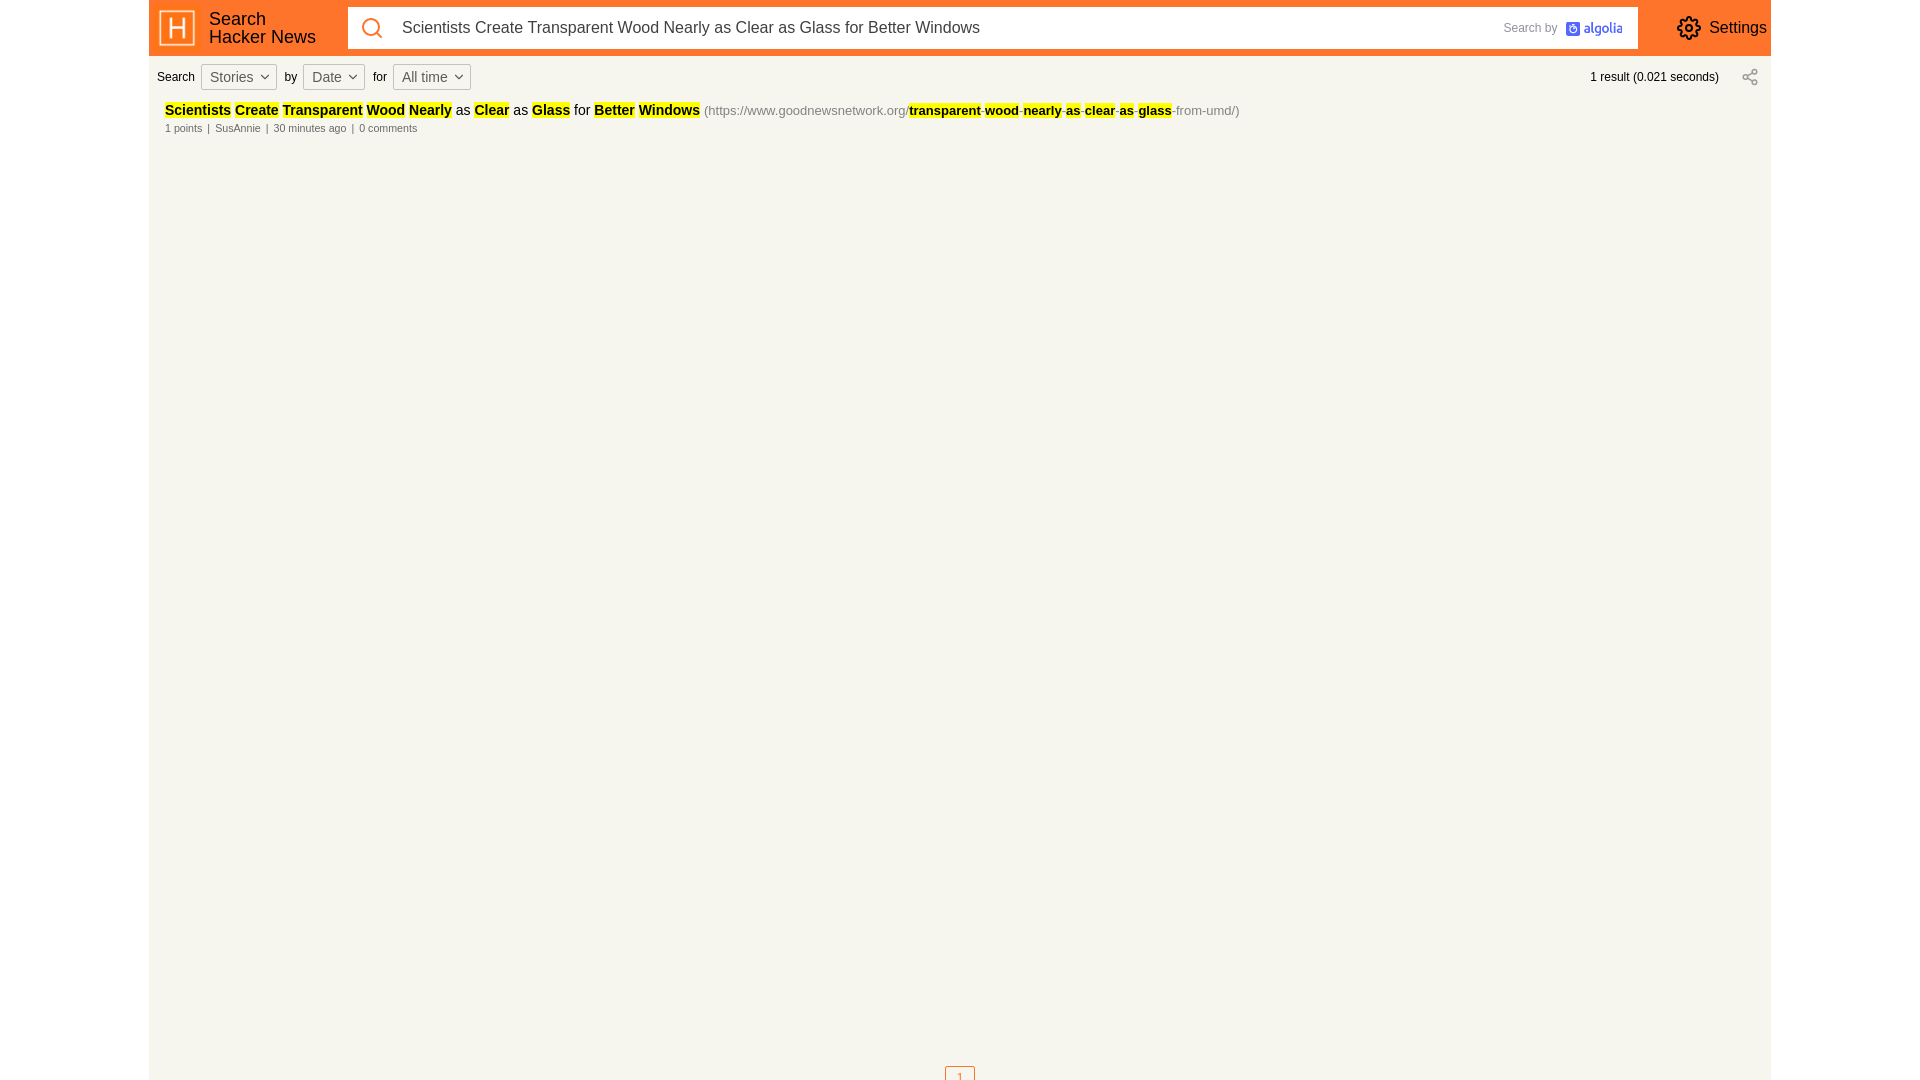 Search
Hacker News
Scientists Create Transparent Wood Nearly as Clear as Glass for Better Windows
Search by algolia
Settings
Search Stories by Date for All time
1 result (0.021 seconds)
Scientists Create Transparent Wood Nearly as Clear as Glass for Better Windows (https://www.goodnewsnetwork.org/transparent-wood-nearly-as-clear-as-glass-from-umd/)
1 points | SusAnnie | 30 minutes ago | 0 comments
1